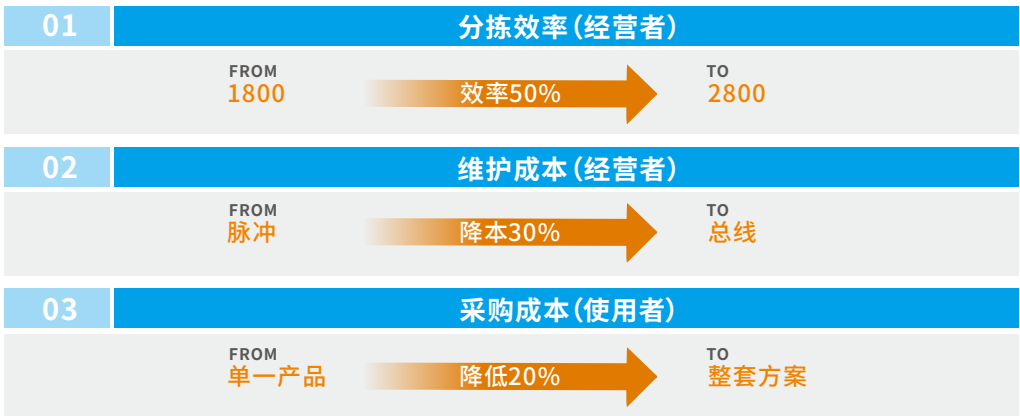 01 分拣效率(经营者)
FROM TO
1800 效率50% 2800
02 维护成本(经营者)
FROM TO
脉冲 降本30% 总线
03 采购成本(使用者)
FROM TO
单一产品 降低20% 整套方案